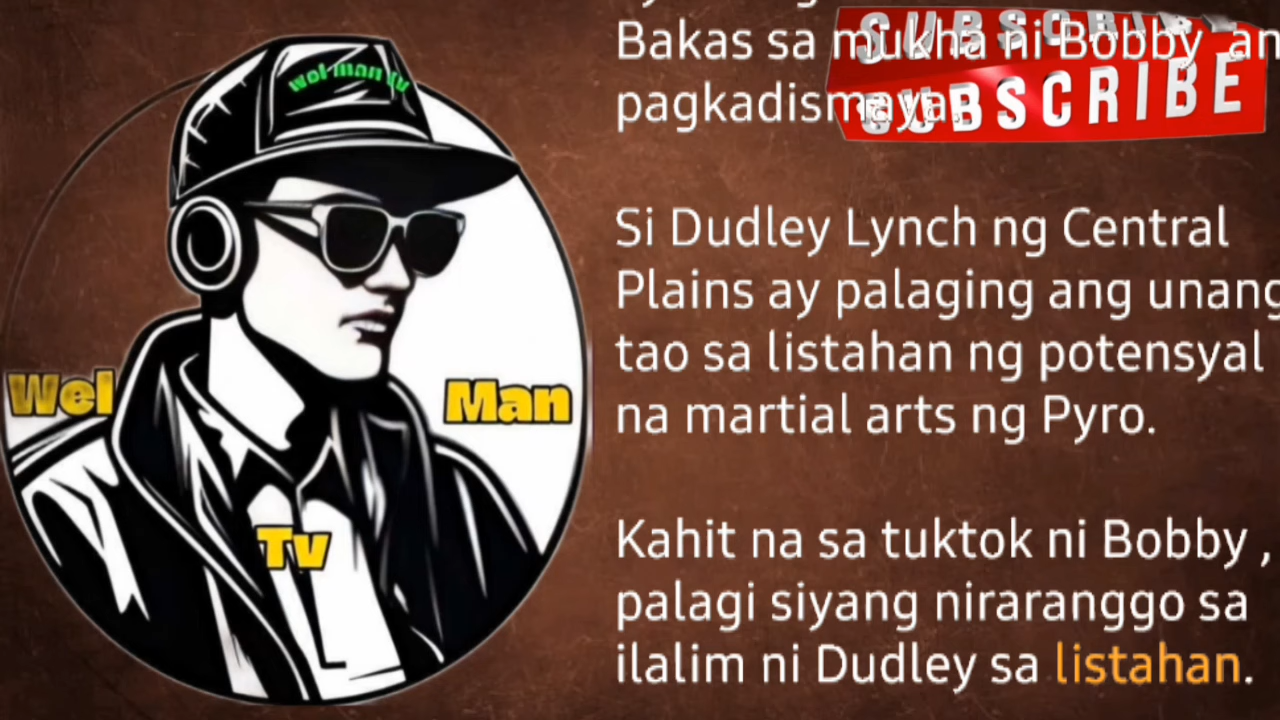 Bakas sa mukha ni Bobby an
pagkadismaya.
SUBSCRIBE
SUBSCRIBE
wel man tv
Si Dudley Lynch ng Central
Plains ay palaging ang unang
tao sa listahan ng potensyal
na martial arts ng Pyro.
Wel
Man
Tv
Kahit na sa tuktok ni Bobby ,
palagi siyang niraranggo sa
ilalim ni Dudley sa listahan.